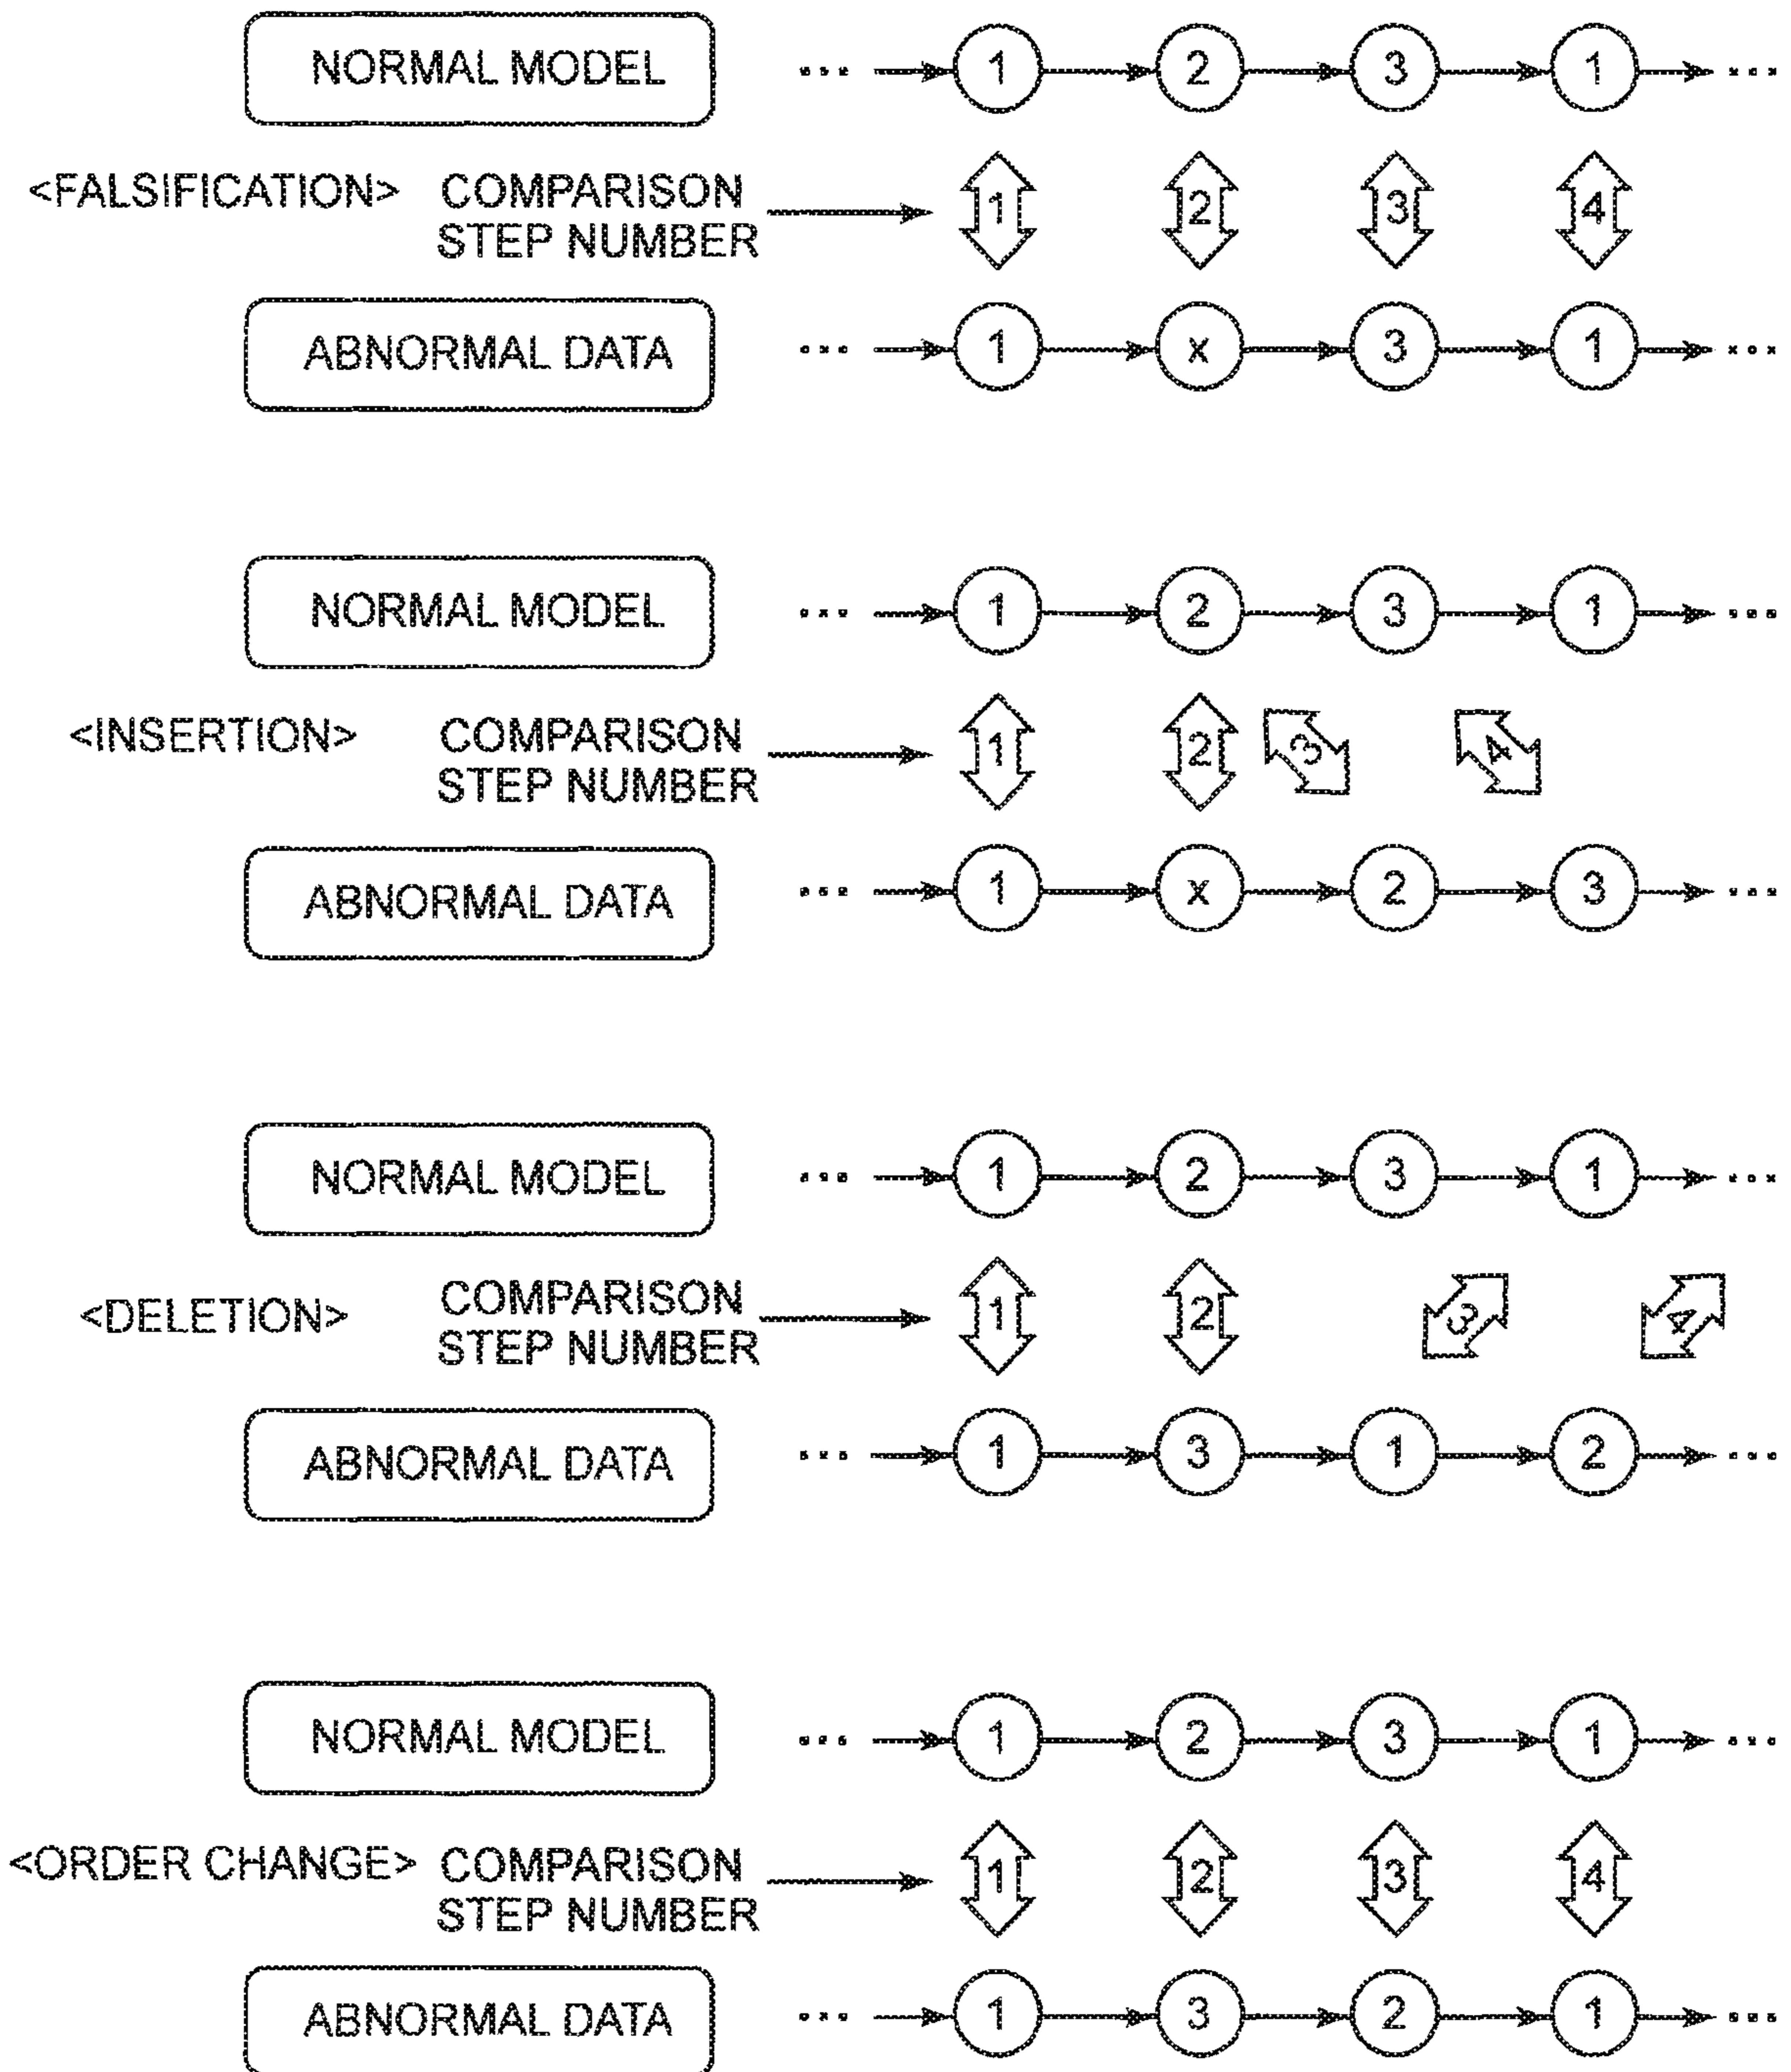 NORMAL MODEL ... 1 2 3 1 ...
<FALSIFICATION> COMPARISON
STEP NUMBER 1 2 3 4
ABNORMAL DATA ... 1 x 3 1 ...
NORMAL MODEL ... 1 2 3 1 ...
<INSERTION> COMPARISON
STEP NUMBER 1 2 3 4
ABNORMAL DATA ... 1 x 2 3 ...
NORMAL MODEL ... 1 2 3 1 ...
<DELETION> COMPARISON
STEP NUMBER 1 2 3 4
ABNORMAL DATA ... 1 3 1 2 ...
NORMAL MODEL ... 1 2 3 1 ...
<ORDER CHANGE> COMPARISON
STEP NUMBER 1 2 3 4
ABNORMAL DATA ... 1 3 2 1 ...